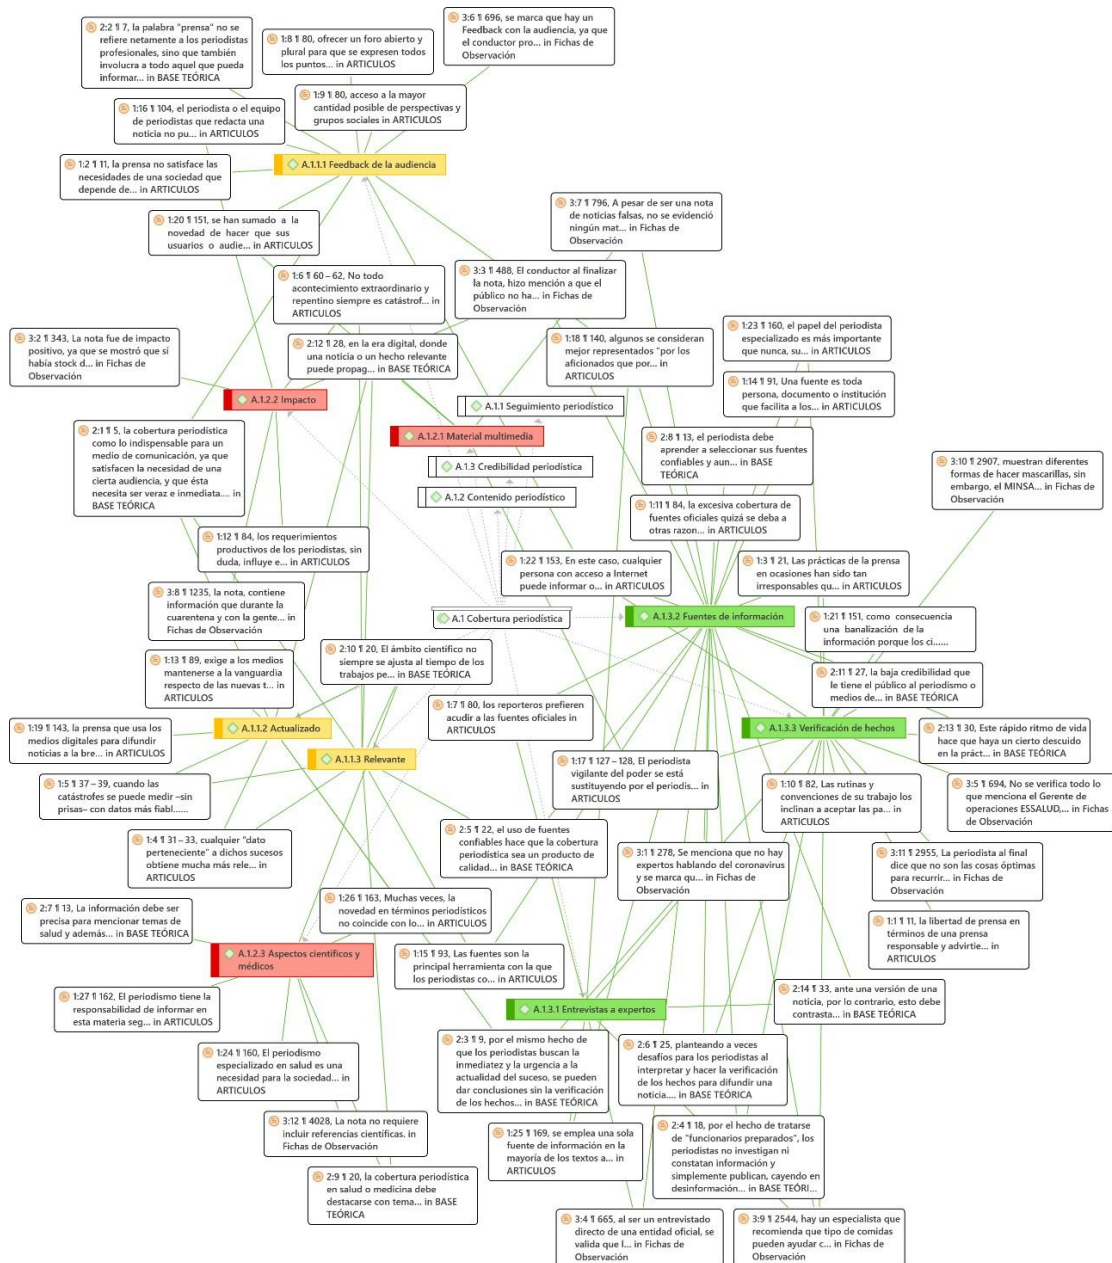 2:2 ¶ 7, la palabra "prensa" no se
refiere netamente a los periodistas
profesionales, sino que también
involucra a todo aquel que pueda
informar... in BASE TEÓRICA
1:8 ¶ 80, ofrecer un foro abierto y
plural para que se expresen todos
los puntos... in ARTICULOS
3:6 ¶ 696, se marca que hay un
Feedback con la audiencia, ya que
el conductor pro... in Fichas de
Observación
1:9 ¶ 80, acceso a la mayor
cantidad posible de perspectivas y
grupos sociales in ARTICULOS
1:16 ¶ 104, el periodista o el equipo
de periodistas que redacta una
noticia no pu... in ARTICULOS
A.1.1.1 Feedback de la audiencia
1:2 ¶ 11, la prensa no satisface las
necesidades de una sociedad que
depende de... in ARTICULOS
1:20 ¶ 151, se han sumado a la
novedad de hacer que sus
usuarios o audie... in ARTICULOS
3:7 ¶ 796, A pesar de ser una nota
de noticias falsas, no se evidenció
ningún mat... in Fichas de
Observación
1:6 ¶ 60 – 62, No todo
acontecimiento extraordinario y
repentino siempre es catástrof... in
ARTICULOS
3:3 ¶ 488, El conductor al finalizar
la nota, hizo mención a que el
público no ha... in Fichas de
Observación
3:2 ¶ 343, La nota fue de impacto
positivo, ya que se mostró que sí
había stock d... in Fichas de
Observación
2:12 ¶ 28, en la era digital, donde
una noticia o un hecho relevante
puede propag... in BASE TEÓRICA
1:18 ¶ 140, algunos se consideran
mejor representados "por los
aficionados que por... in
ARTICULOS
1:23 ¶ 160, el papel del periodista
especializado es más importante
que nunca, su... in ARTICULOS
1:14 ¶ 91, Una fuente es toda
persona, documento o institución
que facilita a los... in ARTICULOS
A.1.2.2 Impacto
A.1.1 Seguimiento periodístico
A.1.2.1 Material multimedia
A.1.3 Credibilidad periodística
A.1.2 Contenido periodístico
2:1 ¶ 5, la cobertura periodística
como lo indispensable para un
medio de comunicación, ya que
satisfacen la necesidad de una
cierta audiencia, y que ésta
necesita ser veraz e inmediata.... in
BASE TEÓRICA
2:8 ¶ 13, el periodista debe
aprender a seleccionar sus fuentes
confiables y aun... in BASE
TEÓRICA
3:10 ¶ 2907, muestran diferentes
formas de hacer mascarillas, sin
embargo, el MINSA... in Fichas de
Observación
1:11 ¶ 84, la excesiva cobertura de
fuentes oficiales quizá se deba a
otras razon... in ARTICULOS
1:12 ¶ 84, los requerimientos
productivos de los periodistas, sin
duda, influye e... in ARTICULOS
1:22 ¶ 153, En este caso, cualquier
persona con acceso a Internet
puede informar o... in ARTICULOS
1:3 ¶ 21, Las prácticas de la prensa
en ocasiones han sido tan
irresponsables qu... in ARTICULOS
3:8 ¶ 1235, la nota, contiene
información que durante la
cuarentena y con la gente... in
Fichas de Observación
A.1 Cobertura periodística
A.1.3.2 Fuentes de información
1:21 ¶ 151, como consecuencia
una banalización de la
información porque los ci......
1:13 ¶ 89, exige a los medios
mantenerse a la vanguardia
respecto de las nuevas t... in
ARTICULOS
2:10 ¶ 20, El ámbito científico no
siempre se ajusta al tiempo de los
trabajos pe... in BASE TEÓRICA
2:11 ¶ 27, la baja credibilidad que
le tiene el público al periodismo o
medios de... in BASE TEÓRICA
1:7 ¶ 80, los reporteros prefieren
acudir a las fuentes oficiales in
ARTICULOS
1:19 ¶ 143, la prensa que usa los
medios digitales para difundir
noticias a la bre... in ARTICULOS
A.1.1.2 Actualizado
A.1.3.3 Verificación de hechos
2:13 ¶ 30, Este rápido ritmo de vida
hace que haya un cierto descuido
en la práct... in BASE TEÓRICA
A.1.1.3 Relevante
1:17 ¶ 127 – 128, El periodista
vigilante del poder se está
sustituyendo por el periodis... in
ARTICULOS
1:5 ¶ 37 – 39, cuando las
catástrofes se puede medir –sin
prisas– con datos más fiabl......
1:10 ¶ 82, Las rutinas y
convenciones de su trabajo los
inclinan a aceptar las pa... in
ARTICULOS
3:5 ¶ 694, No se verifica todo lo
que menciona el Gerente de
operaciones ESSALUD,... in Fichas
de Observación
1:4 ¶ 31 – 33, cualquier "dato
perteneciente" a dichos sucesos
obtiene mucha más rele... in
ARTICULOS
2:5 ¶ 22, el uso de fuentes
confiables hace que la cobertura
periodística sea un producto de
calidad... in BASE TEÓRICA
3:1 ¶ 278, Se menciona que no hay
expertos hablando del coronavirus
y se marca qu... in Fichas de
Observación
3:11 ¶ 2955, La periodista al final
dice que no son las cosas óptimas
para recurrir... in Fichas de
Observación
2:7 ¶ 13, La información debe ser
precisa para mencionar temas de
salud y además... in BASE TEÓRICA
1:26 ¶ 163, Muchas veces, la
novedad en términos periodísticos
no coincide con lo... in ARTICULOS
1:1 ¶ 11, la libertad de prensa en
términos de una prensa
responsable y advirtie... in
ARTICULOS
A.1.2.3 Aspectos científicos y
médicos
1:15 ¶ 93, Las fuentes son la
principal herramienta con la que
los periodistas co... in ARTICULOS
1:27 ¶ 162, El periodismo tiene la
responsabilidad de informar en
esta materia seg... in ARTICULOS
A.1.3.1 Entrevistas a expertos
2:14 ¶ 33, ante una versión de una
noticia, por lo contrario, esto debe
contrasta... in BASE TEÓRICA
1:24 ¶ 160, El periodismo
especializado en salud es una
necesidad para la sociedad... in
ARTICULOS
2:3 ¶ 9, por el mismo hecho de
que los periodistas buscan la
inmediatez y la urgencia a la
actualidad del suceso, se pueden
dar conclusiones sin la verificación
de los hechos... in BASE TEÓRICA
2:6 ¶ 25, planteando a veces
desafíos para los periodistas al
interpretar y hacer la verificación
de los hechos para difundir una
noticia.... in BASE TEÓRICA
3:12 ¶ 4028, La nota no requiere
incluir referencias científicas. in
Fichas de Observación
1:25 ¶ 169, se emplea una sola
fuente de información en la
mayoría de los textos a... in
ARTICULOS
2:4 ¶ 18, por el hecho de tratarse
de "funcionarios preparados", los
periodistas no investigan ni
constatan información y
simplemente publican, cayendo en
desinformación... in BASE TEÓRI...
2:9 ¶ 20, la cobertura periodística
en salud o medicina debe
destacarse con tema... in BASE
TEÓRICA
3:4 ¶ 665, al ser un entrevistado
directo de una entidad oficial, se
valida que l... in Fichas de
Observación
3:9 ¶ 2544, hay un especialista que
recomienda que tipo de comidas
pueden ayudar c... in Fichas de
Observación